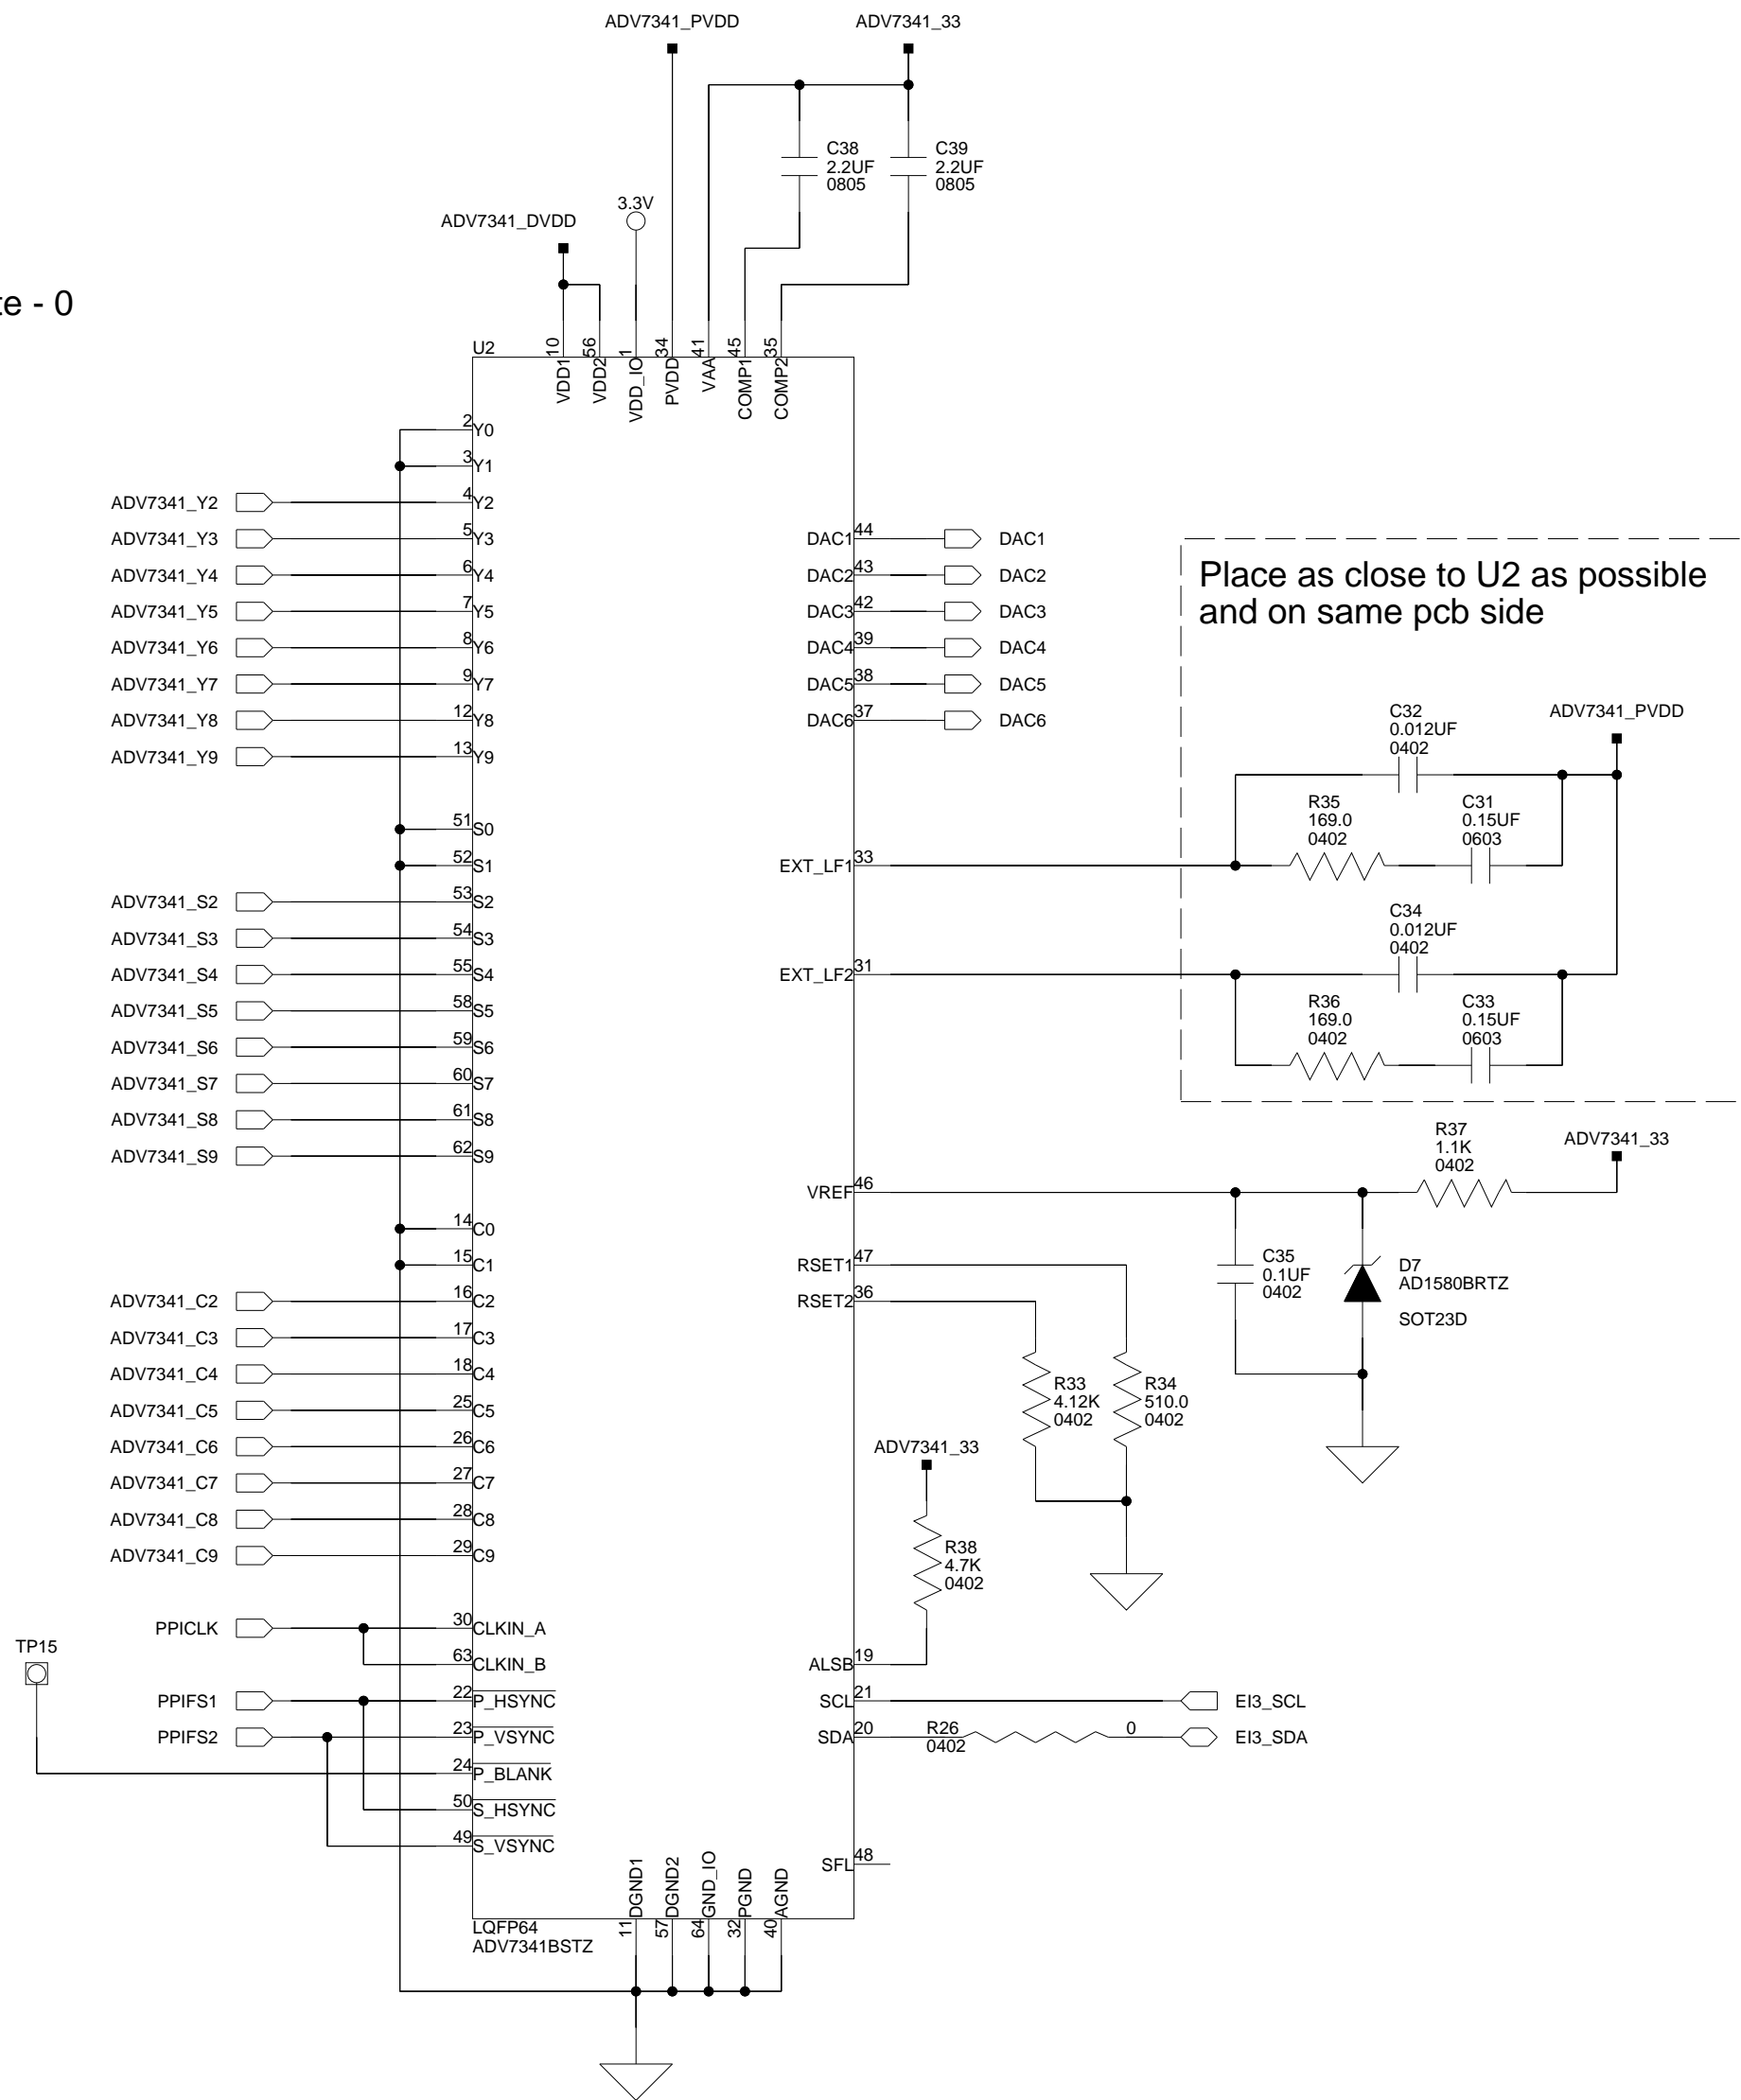 ADV7341_PVDD
ADV7341_33
C38
2.2UF
0805
C39
2.2UF
0805
3.3V
ADV7341_DVDD
- 0
U2
10
56
1
34
41
45
35
VDD1
VDD2
VDD_IO
PVDD
VAA
COMP1
COMP2
2 Y0
3 Y1
ADV7341_Y2 4 Y2
ADV7341_Y3 5 Y3
ADV7341_Y4 6 Y4
ADV7341_Y5 7 Y5
ADV7341_Y6 8 Y6
ADV7341_Y7 9 Y7
ADV7341_Y8 12 Y8
ADV7341_Y9 13 Y9
51 S0
52 S1
ADV7341_S2 53 S2
ADV7341_S3 54 S3
ADV7341_S4 55 S4
ADV7341_S5 58 S5
ADV7341_S6 59 S6
ADV7341_S7 60 S7
ADV7341_S8 61 S8
ADV7341_S9 62 S9
14 C0
15 C1
ADV7341_C2 16 C2
ADV7341_C3 17 C3
ADV7341_C4 18 C4
ADV7341_C5 25 C5
ADV7341_C6 26 C6
ADV7341_C7 27 C7
ADV7341_C8 28 C8
ADV7341_C9 29 C9
PPICLK 30 CLKIN_A
TP15
63 CLKIN_B
PPIFS1 22 P_HSYNC
PPIFS2 23 P_VSYNC
24 P_BLANK
50 S_HSYNC
49 S_VSYNC
DAC1 44 DAC1
DAC2 43 DAC2
DAC3 42 DAC3
DAC4 39 DAC4
DAC5 38 DAC5
DAC6 37 DAC6
Place as close to U2 as possible
and on same pcb side
C32
0.012UF
0402
ADV7341_PVDD
R35
169.0
0402
C31
0.15UF
0603
EXT_LF1 33
C34
0.012UF
0402
EXT_LF2 31
R36
169.0
0402
C33
0.15UF
0603
R37
1.1K
0402
ADV7341_33
VREF 46
C35
0.1UF
0402
D7
AD1580BRTZ
SOT23D
RSET1 47
RSET2 36
R33
4.12K
0402
R34
510.0
0402
ADV7341_33
R38
4.7K
0402
ALSB 19
SCL 21 EI3_SCL
SDA 20 R26 0 EI3_SDA
0402
SFL 48
DGND1
DGND2
GND_IO
PGND
AGND
11
57
64
32
40
LQFP64
ADV7341BSTZ